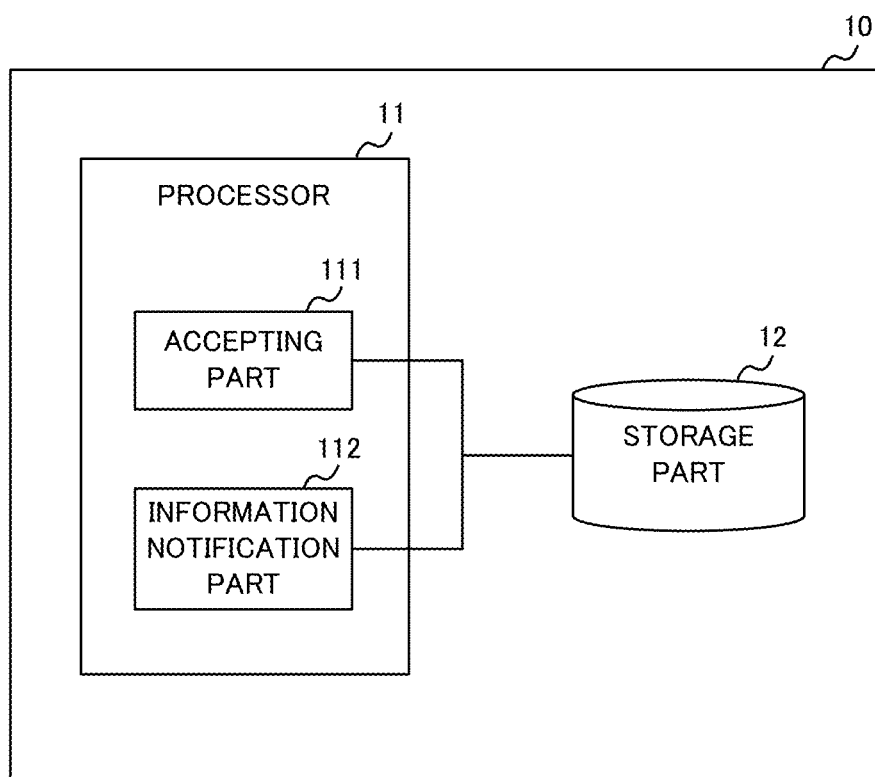 10
11
PROCESSOR
111
ACCEPTING
PART
12
STORAGE
PART
112
INFORMATION
NOTIFICATION
PART